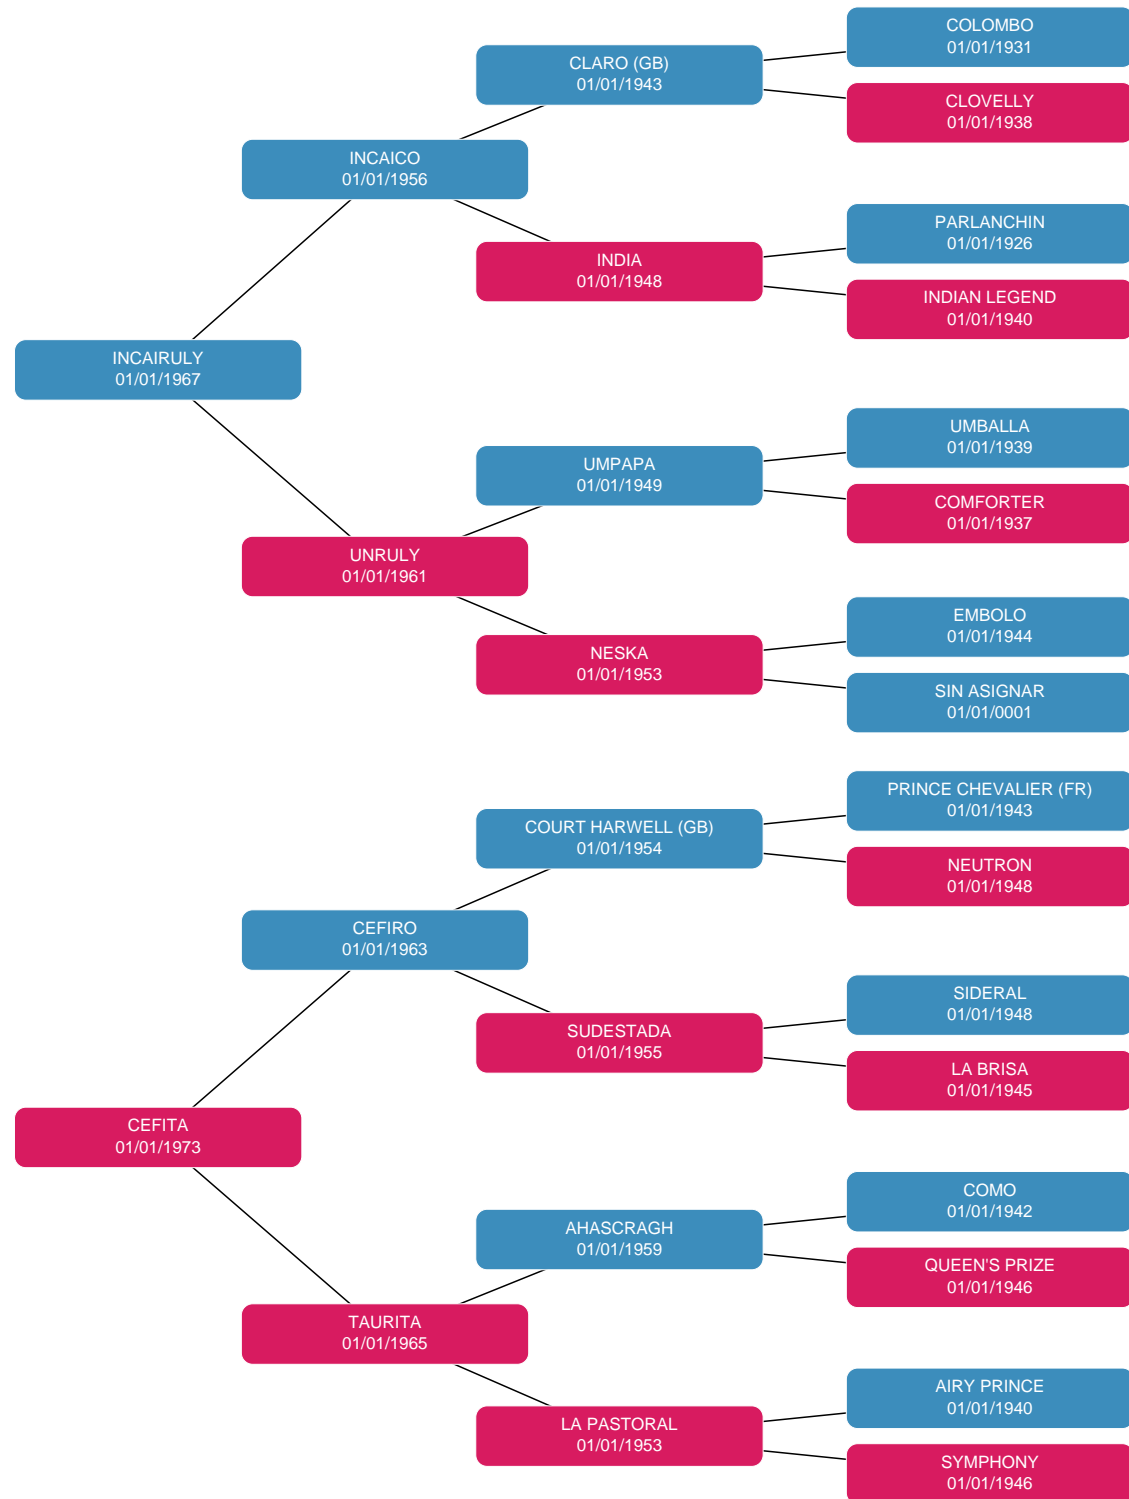 COLOMBO
01/01/1931
CLARO (GB)
01/01/1943
CLOVELLY
01/01/1938
INCAICO
01/01/1956
PARLANCHIN
01/01/1926
INDIA
01/01/1948
INDIAN LEGEND
01/01/1940
INCAIRULY
01/01/1967
UMBALLA
01/01/1939
UMPAPA
01/01/1949
COMFORTER
01/01/1937
UNRULY
01/01/1961
EMBOLO
01/01/1944
NESKA
01/01/1953
SIN ASIGNAR
01/01/0001
PRINCE CHEVALIER (FR)
01/01/1943
COURT HARWELL (GB)
01/01/1954
NEUTRON
01/01/1948
CEFIRO
01/01/1963
SIDERAL
01/01/1948
SUDESTADA
01/01/1955
LA BRISA
01/01/1945
CEFITA
01/01/1973
COMO
01/01/1942
AHASCRAGH
01/01/1959
QUEEN'S PRIZE
01/01/1946
TAURITA
01/01/1965
AIRY PRINCE
01/01/1940
LA PASTORAL
01/01/1953
SYMPHONY
01/01/1946